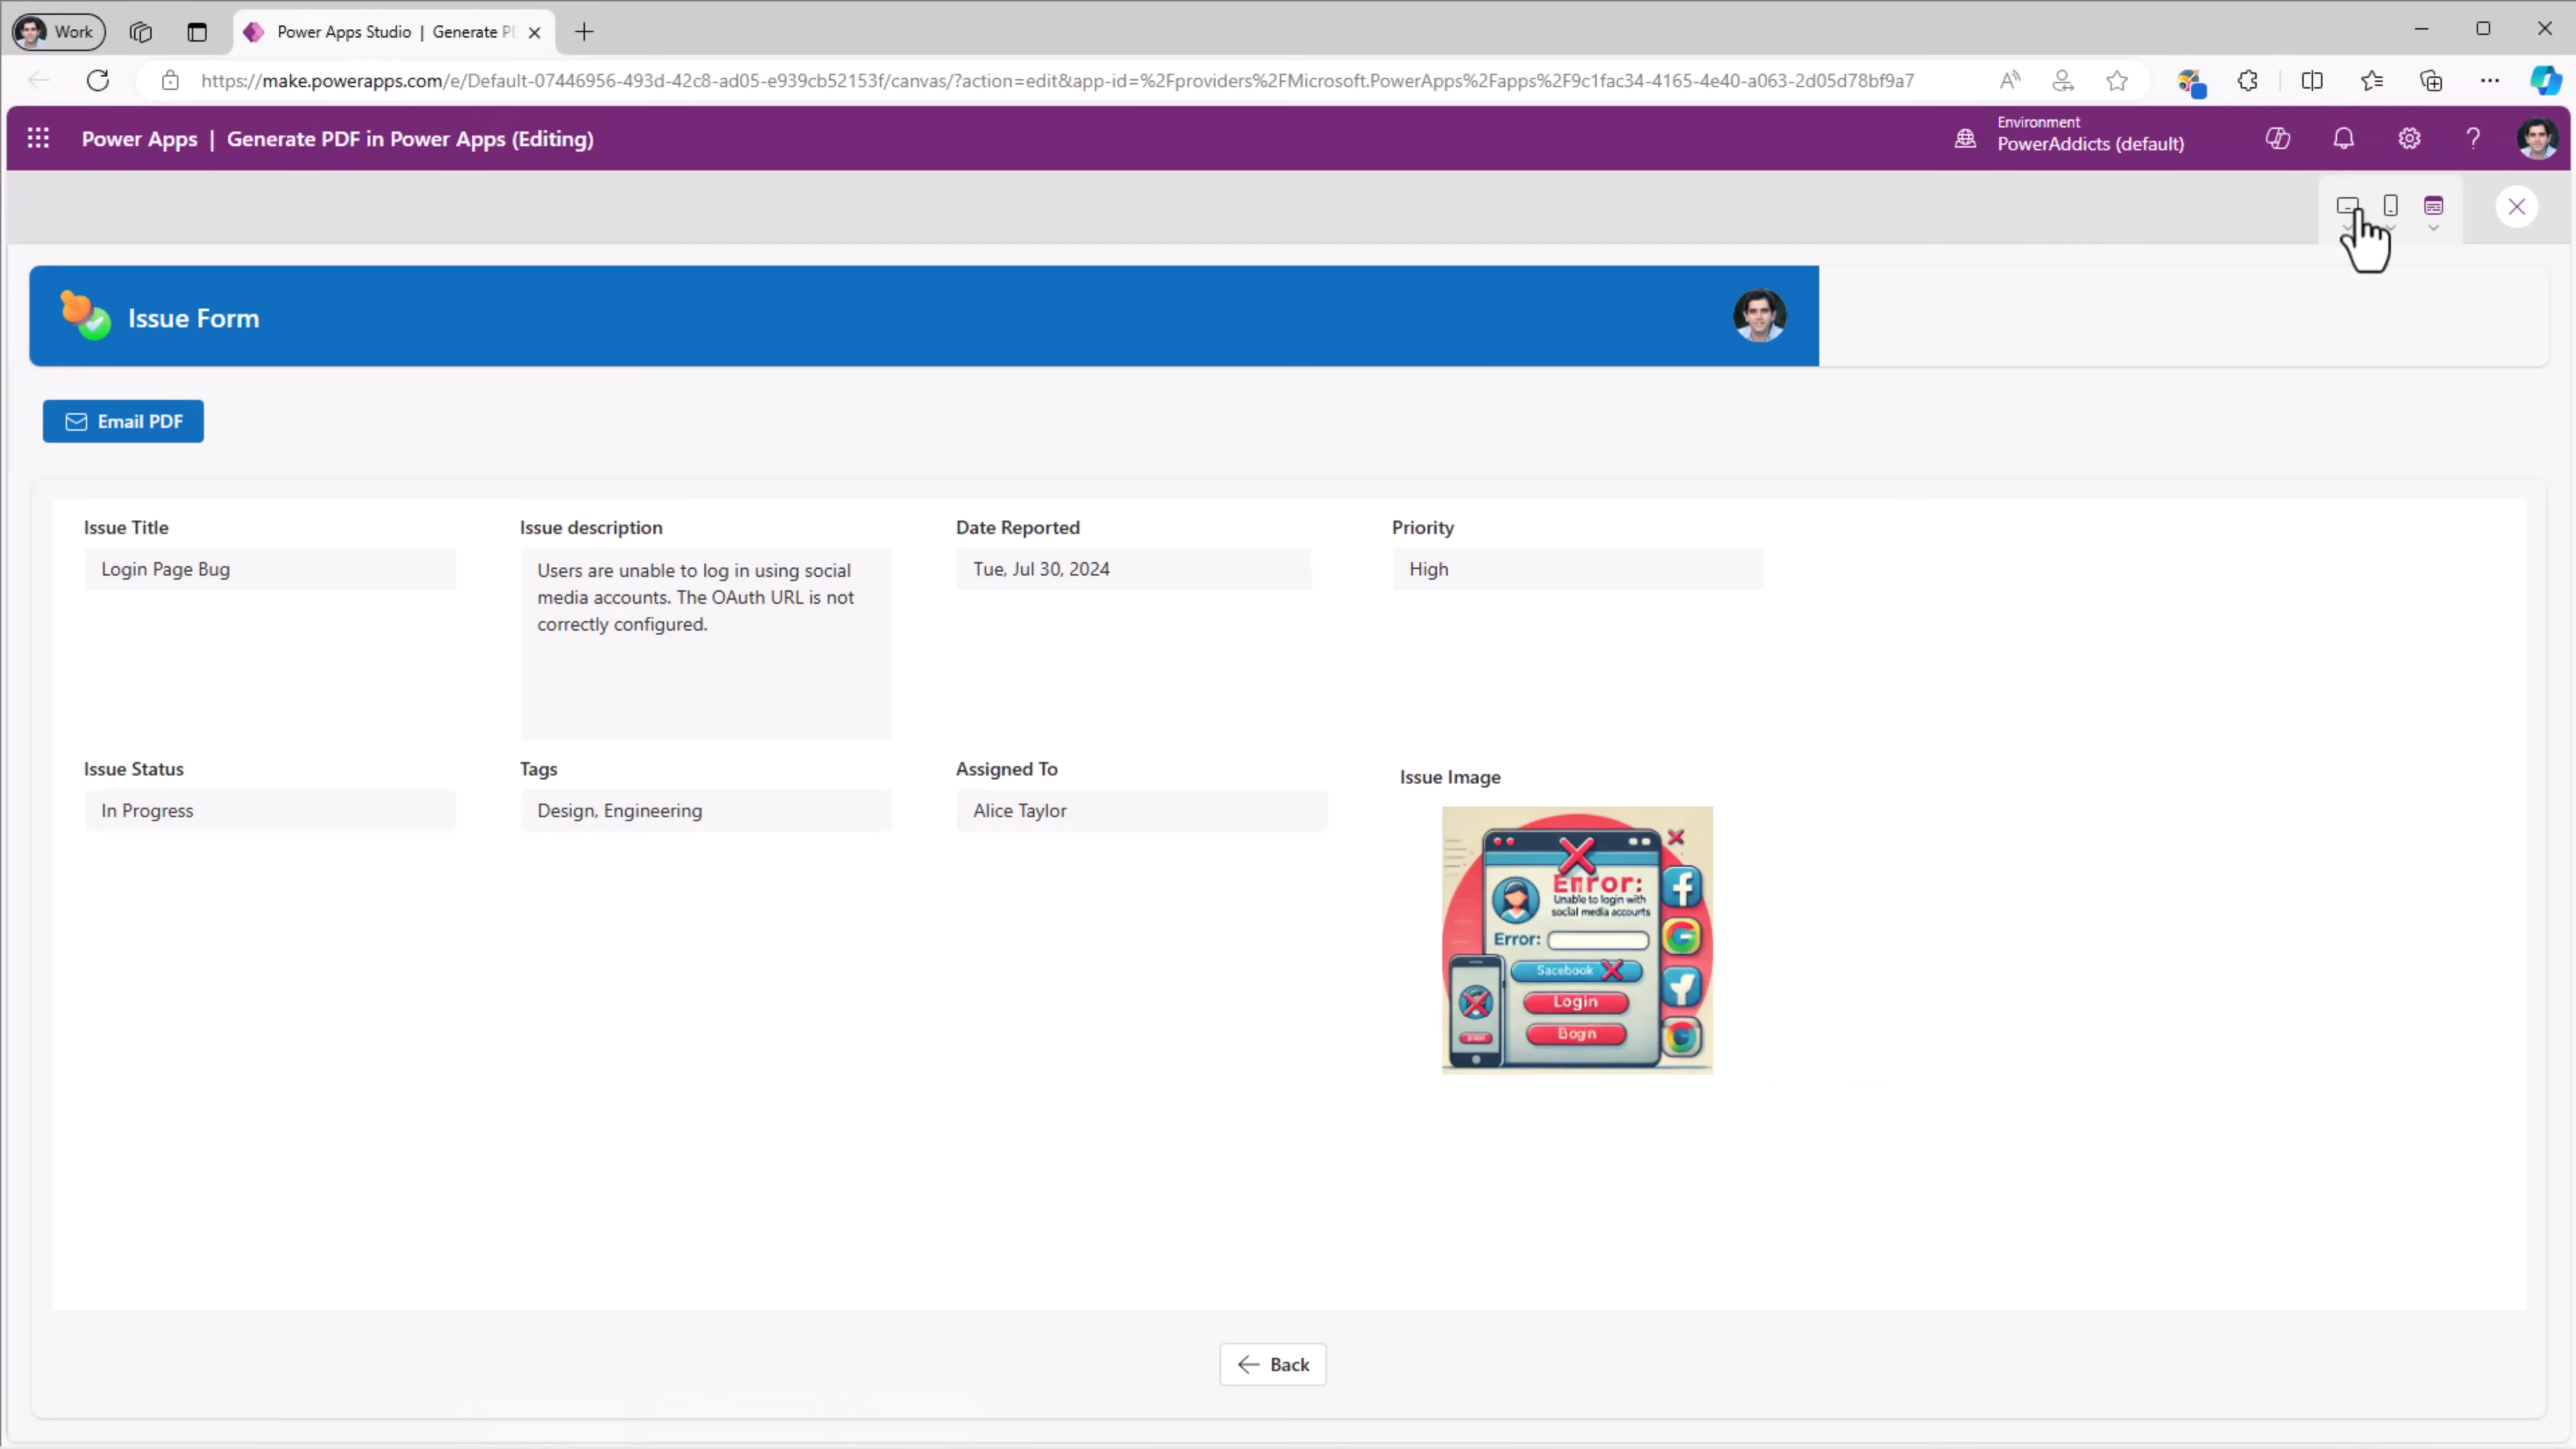 Work
Power Apps Studio | Generate P
https://make.powerapps.com/e/Default-07446956-493d-42c8-ad05-e939cb52153f/canvas/?action=edit&app-id=%2Fproviders%2FMicrosoft.PowerApps%2Fapps%2F9c1fac34-4165-4e40-a063-2d05d78bf9a7
Power Apps | Generate PDF in Power Apps (Editing)
Environment
PowerAddicts (default)
Issue Form
Email PDF
Issue Title
Login Page Bug
Issue description
Users are unable to log in using social
media accounts. The OAuth URL is not
correctly configured.
Date Reported
Tue, Jul 30, 2024
Priority
High
Issue Status
In Progress
Tags
Design, Engineering
Assigned To
Alice Taylor
Issue Image
Error:
Unable to login with
social media accounts
Error:
Sacebook
Login
Bogin
Back